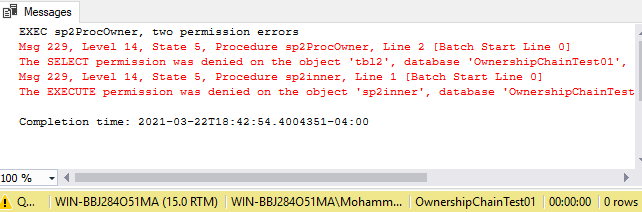 Messages
EXEC sp2ProcOwner, two permission errors
Msg 229, Level 14, State 5, Procedure sp2ProcOwner, Line 2 [Batch Start Line 0]
The SELECT permission was denied on the object 'tbl2', database 'OwnershipChainTest01',
Msg 229, Level 14, State 5, Procedure sp2inner, Line 1 [Batch Start Line 0]
The EXECUTE permission was denied on the object 'sp2inner', database 'OwnershipChainTest
Completion time: 2021-03-22T18:42:54.4004351-04:00
100 %
Q... WIN-BBJ284O51MA (15.0 RTM) WIN-BBJ284O51MA\Mohamm... OwnershipChainTest01 00:00:00 0 rows